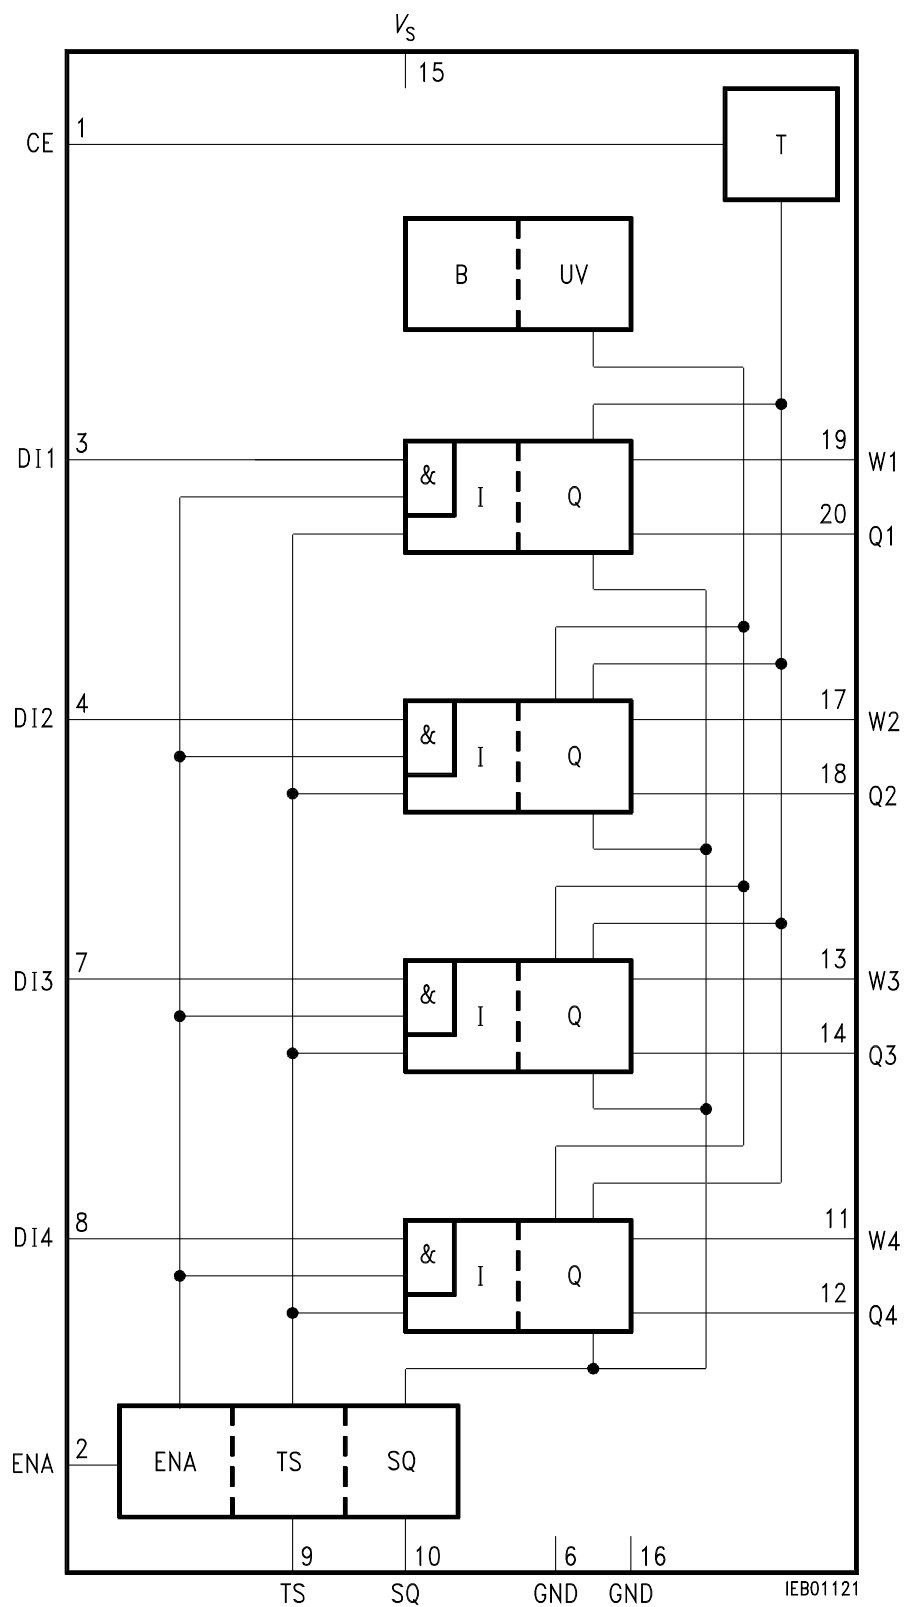 VS
15
CE
1
T
B
UV
DI1
3
&
I
Q
19
W1
20
Q1
DI2
4
&
I
Q
17
W2
18
Q2
DI3
7
&
I
Q
13
W3
14
Q3
DI4
8
&
I
Q
11
W4
12
Q4
ENA
2
ENA
TS
SQ
9
10
6
16
TS
SQ
GND
GND
IEB01121